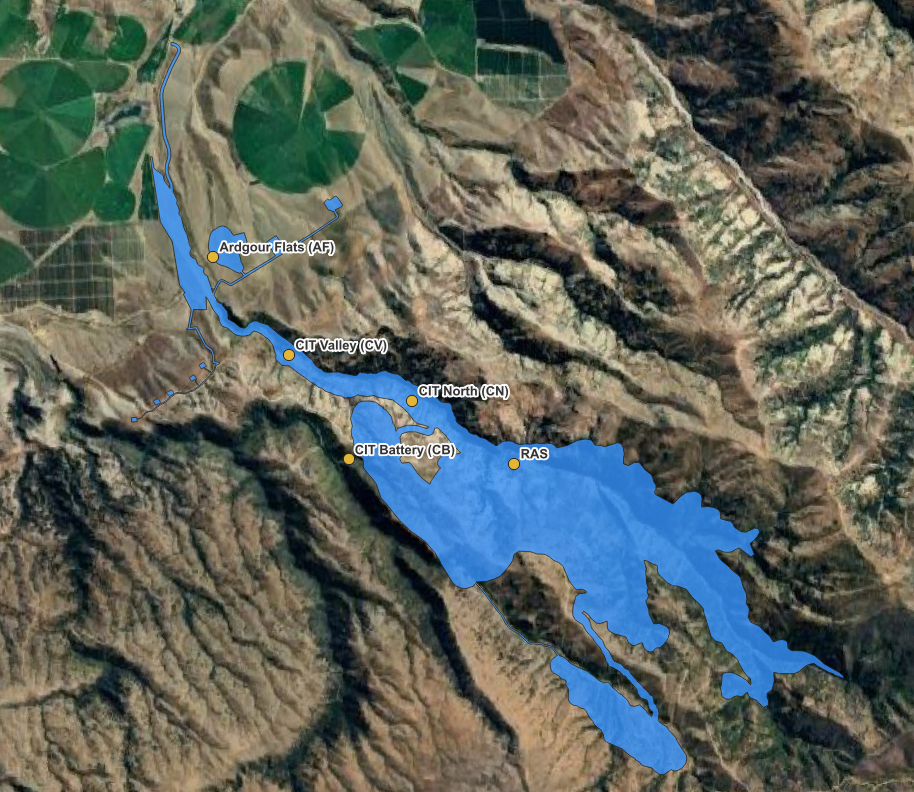 Ardgour Flats (AF)
CIT Valley (CV)
CIT North (CN)
CIT Battery (CB)
RAS